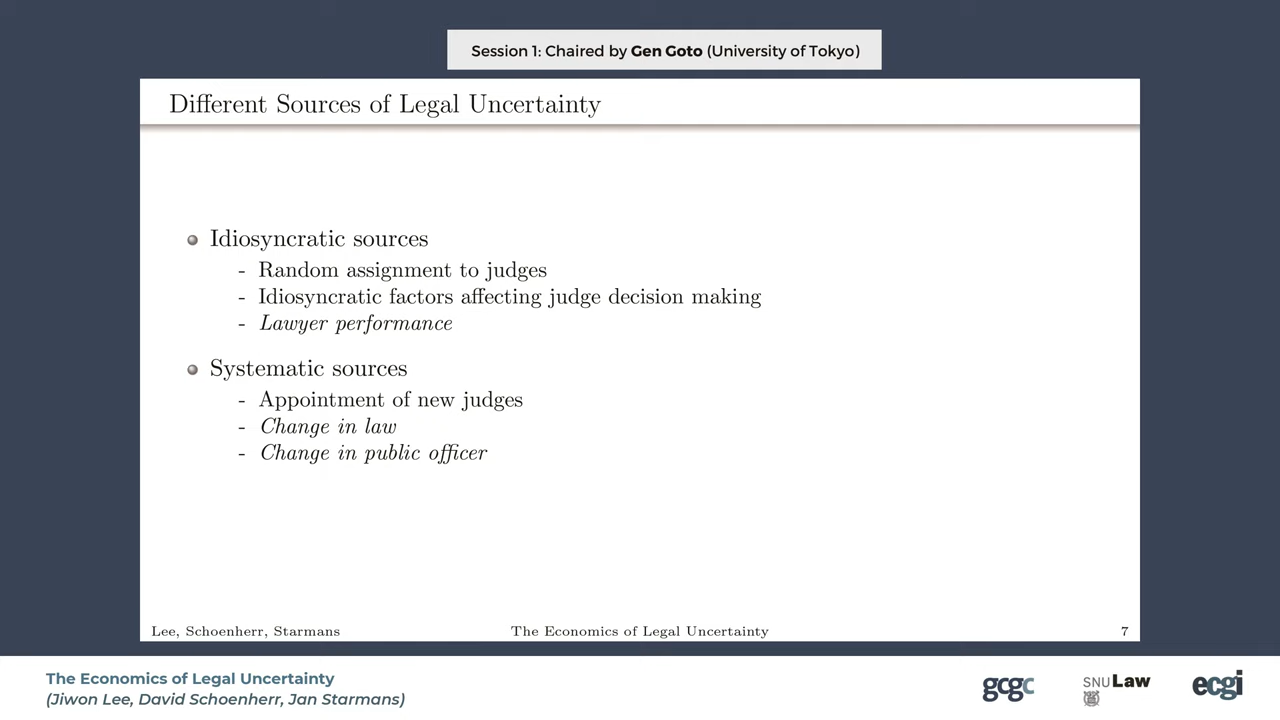 Session 1: Chaired by Gen Goto (University of Tokyo)
Different Sources of Legal Uncertainty
Idiosyncratic sources
- Random assignment to judges
- Idiosyncratic factors affecting judge decision making
- Lawyer performance
Systematic sources
- Appointment of new judges
- Change in law
- Change in public officer
Lee, Schoenherr, Starmans The Economics of Legal Uncertainty 7
The Economics of Legal Uncertainty
(Jiwon Lee, David Schoenherr, Jan Starmans)
gcgc SNU Law ecgi